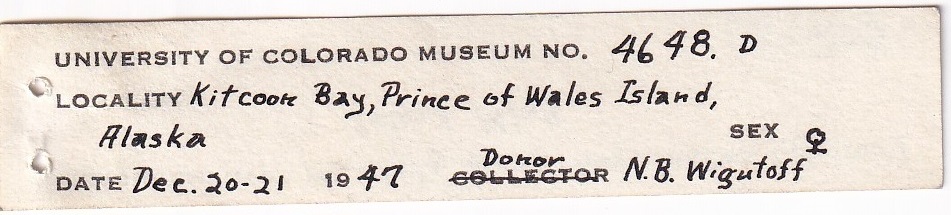 UNIVERSITY OF COLORADO MUSEUM NO. 4648. D
LOCALITY Kitcook Bay, Prince of Wales Island,
Alaska
SEX ♀
Donor
DATE Dec. 20-21 1947 COLLECTOR N.B. Wigutoff